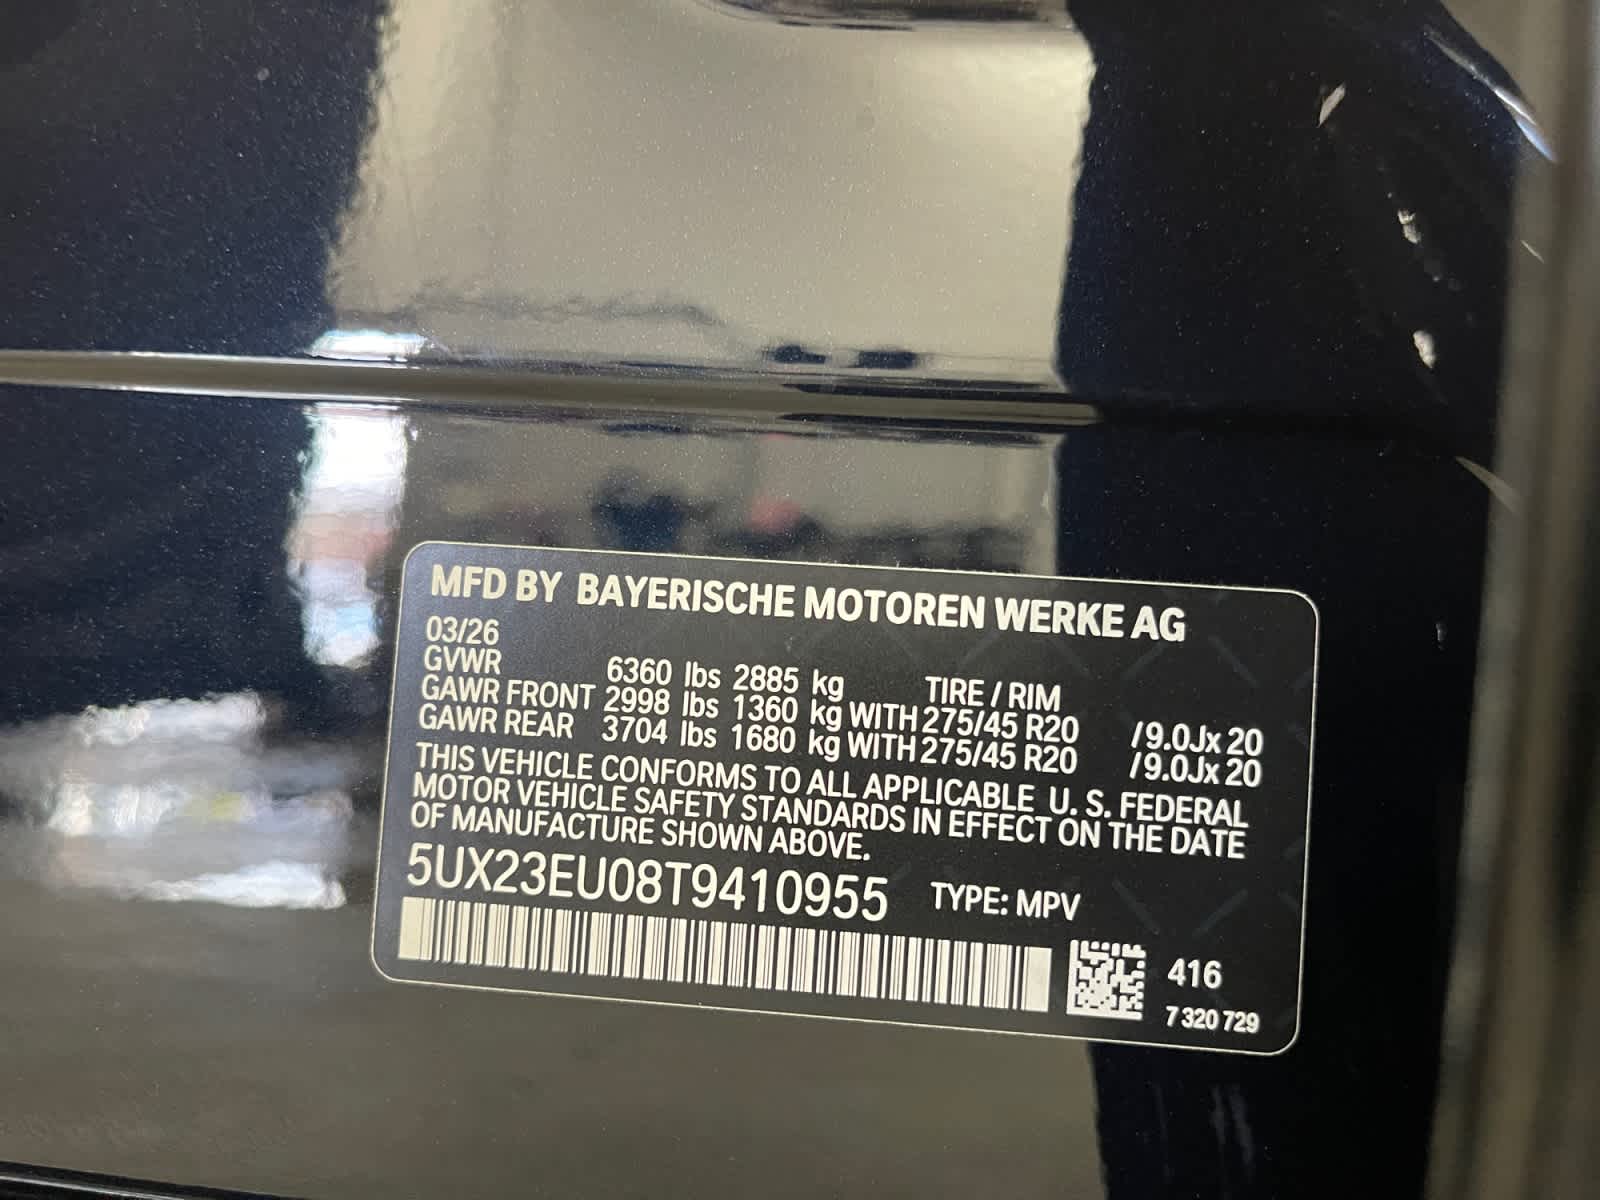 MFD BY BAYERISCHE MOTOREN WERKE AG
03/26
GVWR 6360 lbs 2885 kg TIRE / RIM
GAWR FRONT 2998 lbs 1360 kg WITH 275/45 R20 /9.0Jx 20
GAWR REAR 3704 lbs 1680 kg WITH 275/45 R20 /9.0Jx 20
THIS VEHICLE CONFORMS TO ALL APPLICABLE U. S. FEDERAL
MOTOR VEHICLE SAFETY STANDARDS IN EFFECT ON THE DATE
OF MANUFACTURE SHOWN ABOVE.
5UX23EU08T9410955 TYPE: MPV
416
7 320 729